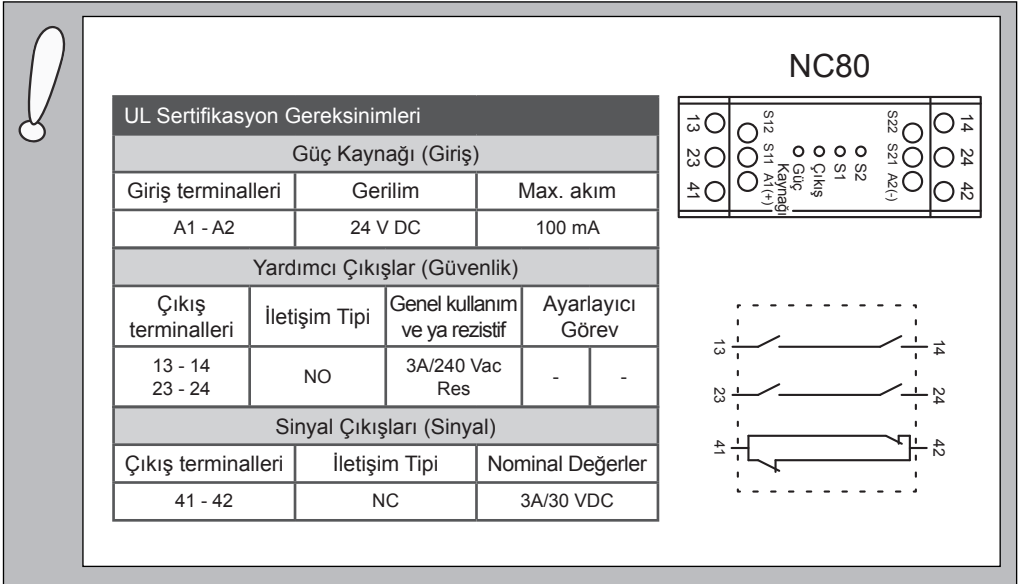 NC80
UL Sertifikasyon Gereksinimleri
Güç Kaynağı (Giriş)
Giriş terminalleri Gerilim Max. akım
A1 - A2 24 V DC 100 mA
Yardımcı Çıkışlar (Güvenlik)
Çıkış terminalleri İletişim Tipi Genel kullanım ve ya rezistif Ayarlayıcı Görev
13 - 14
23 - 24
NO 3A/240 Vac Res - -
Sinyal Çıkışları (Sinyal)
Çıkış terminalleri İletişim Tipi Nominal Değerler
41 - 42 NC 3A/30 VDC
13 23 41
S12 S11 A1(+)
Güç Kaynağı
Çıkış
S1
S2
S22 S21 A2(-)
14 24 42
13 14
23 24
41 42